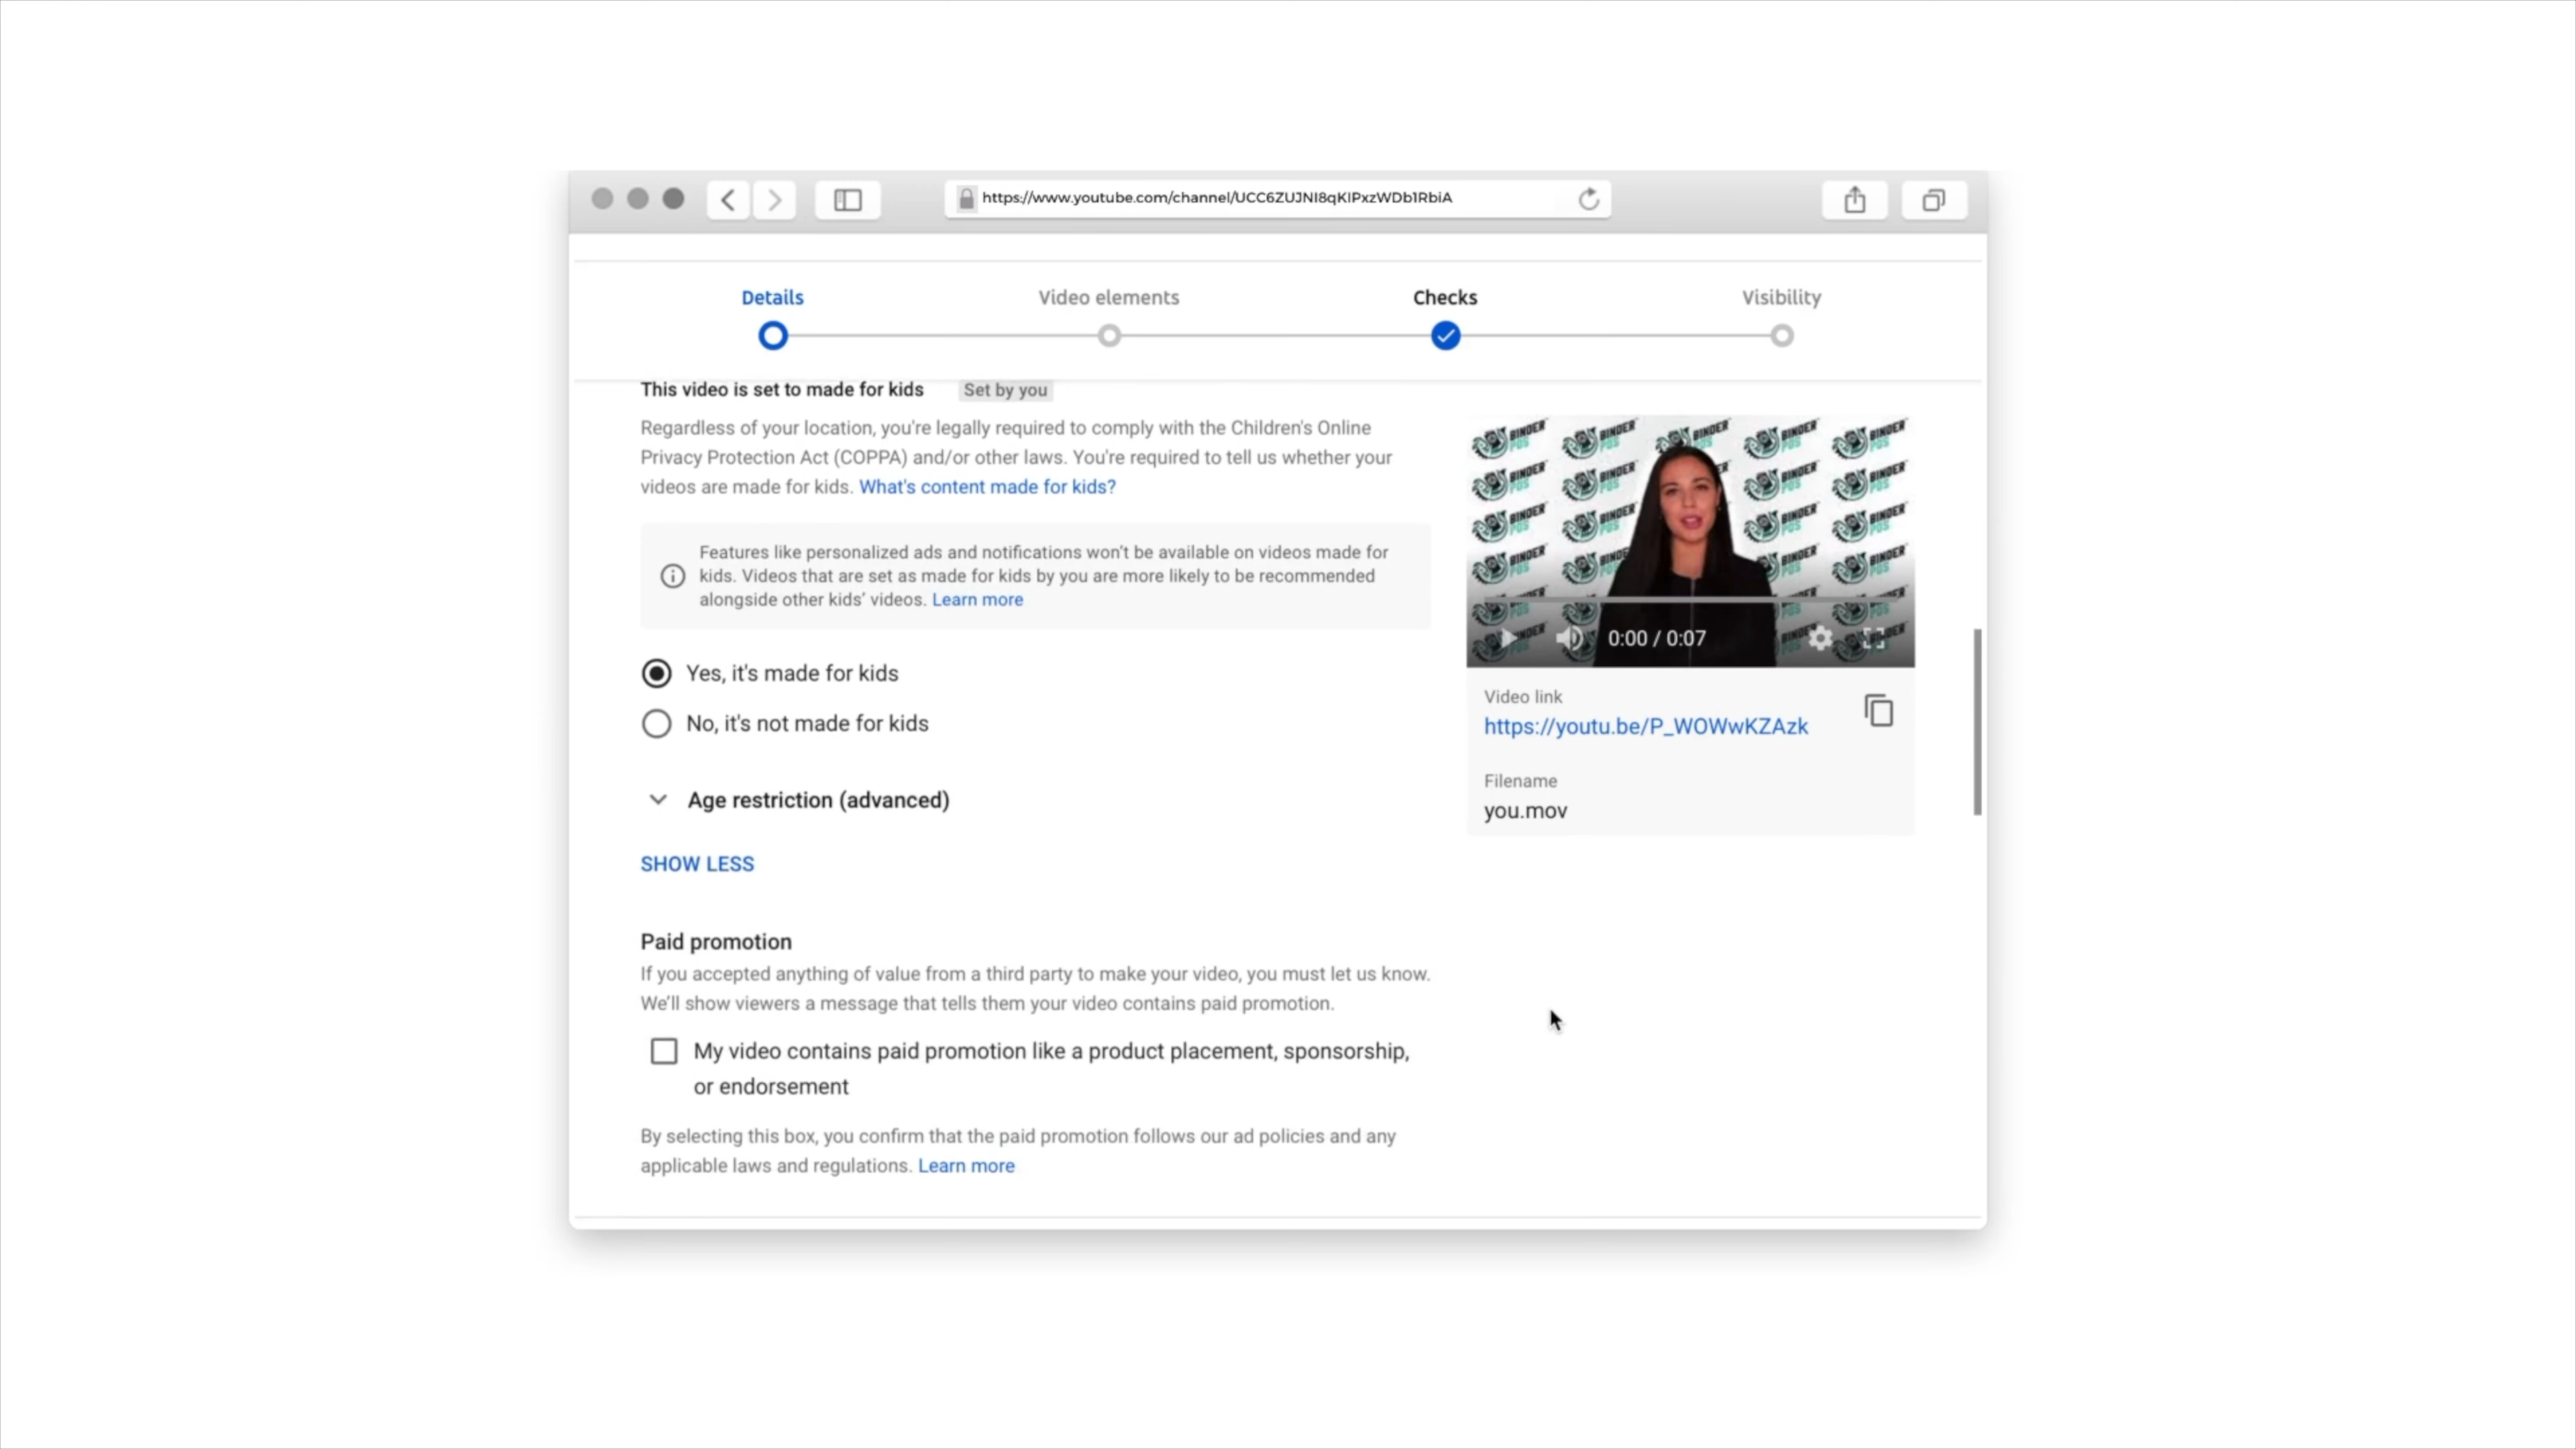 https://www.youtube.com/channel/UCC6ZUJNI8qKIPxzWDb1RbiA
Details
Video elements
Checks
Visibility
This video is set to made for kids
Set by you
Regardless of your location, you're legally required to comply with the Children's Online
Privacy Protection Act (COPPA) and/or other laws. You're required to tell us whether your
videos are made for kids. What's content made for kids?
Features like personalized ads and notifications won't be available on videos made for
kids. Videos that are set as made for kids by you are more likely to be recommended
alongside other kids' videos. Learn more
Yes, it's made for kids
No, it's not made for kids
Age restriction (advanced)
SHOW LESS
Paid promotion
If you accepted anything of value from a third party to make your video, you must let us know.
We'll show viewers a message that tells them your video contains paid promotion.
My video contains paid promotion like a product placement, sponsorship,
or endorsement
By selecting this box, you confirm that the paid promotion follows our ad policies and any
applicable laws and regulations. Learn more
BINDER
POS
0:00 / 0:07
Video link
https://youtu.be/P_WOWwKZAzk
Filename
you.mov